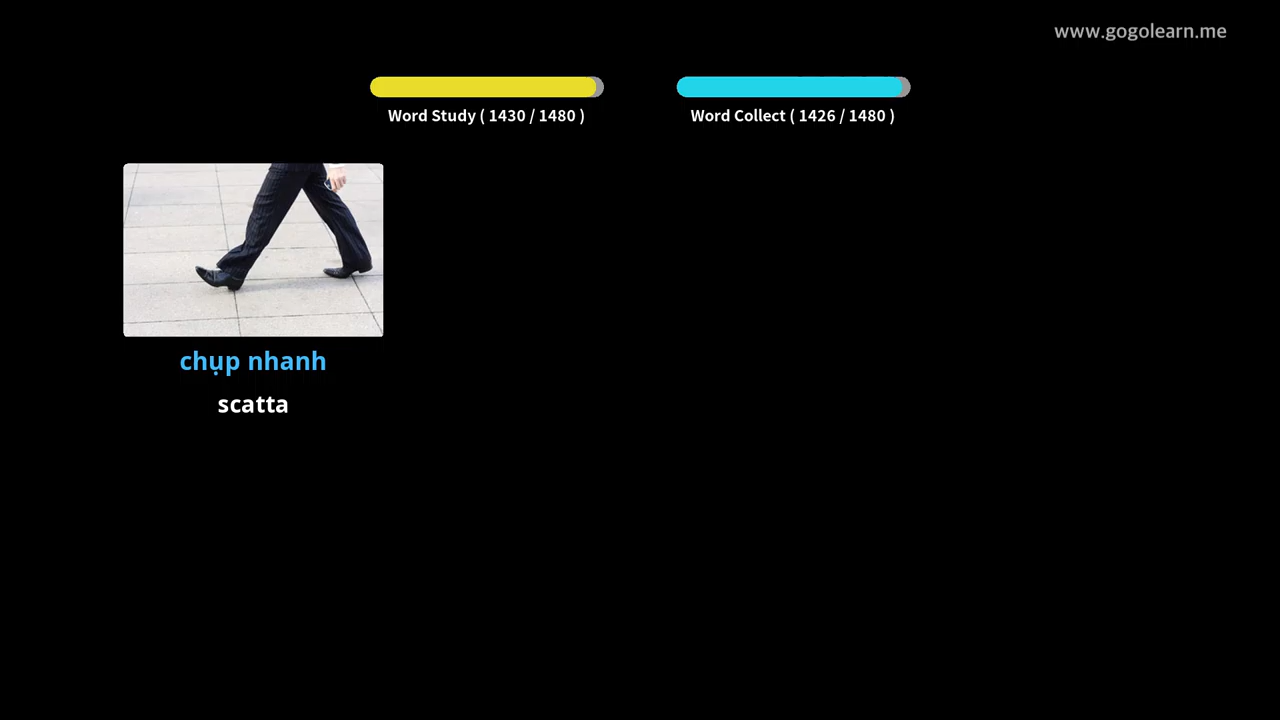 www.gogolearn.me
Word Study ( 1430 / 1480 )
Word Collect ( 1426 / 1480 )
chụp nhanh
scatta